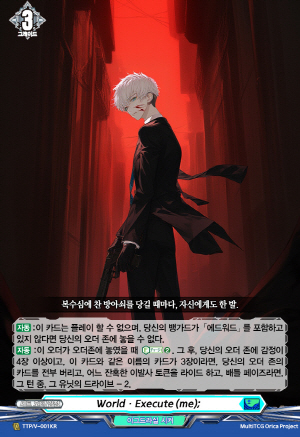 3
그레이드
복수심에 찬 방아쇠를 당길 때마다, 자신에게도 한 발.
자동 :이 카드는 플레이 할 수 없으며, 당신의 뱅가드가 「에드워드」를 포함하고
있지 않다면 당신의 오더 존에 놓을 수 없다.
자동 :이 오더가 오더존에 놓였을 때 , 그 후, 당신의 오더 존에 감정이
4장 이상이고, 이 카드와 같은 이름의 카드가 3장이라면, 당신의 오더 존의
카드를 전부 버리고, 어느 잔혹한 이방사 토큰을 라이드 하고, 배틀 페이즈라면,
그 턴 중, 그 유닛의 드라이브 - 2.
World · Execute (me);
TTP/V-001KR
MultiTCG Orica Project